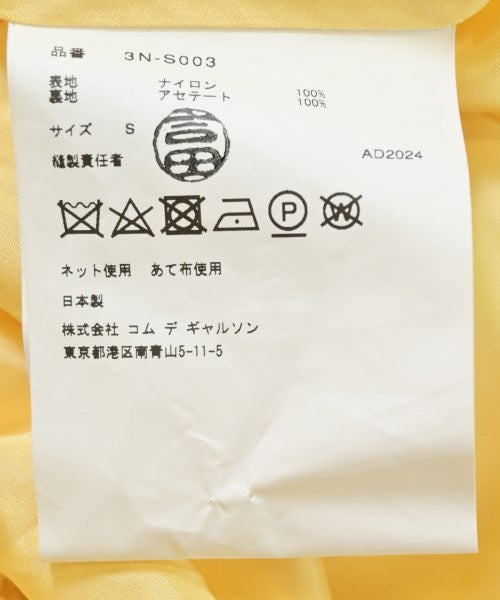 品番 3N-S003
表地 ナイロン 100%
裏地 アセテート 100%
サイズ S
縫製責任者
AD2024
P
W
ネット使用 あて布使用
日本製
株式会社 コム デ ギャルソン
東京都港区南青山5-11-5